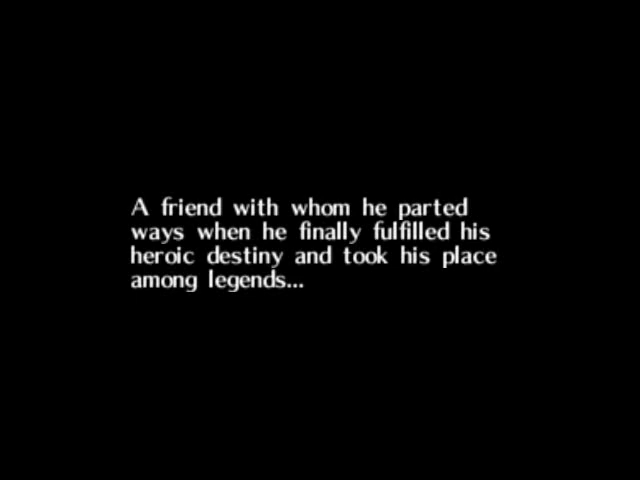 A friend with whom he parted
ways when he finally fulfilled his
heroic destiny and took his place
among legends...